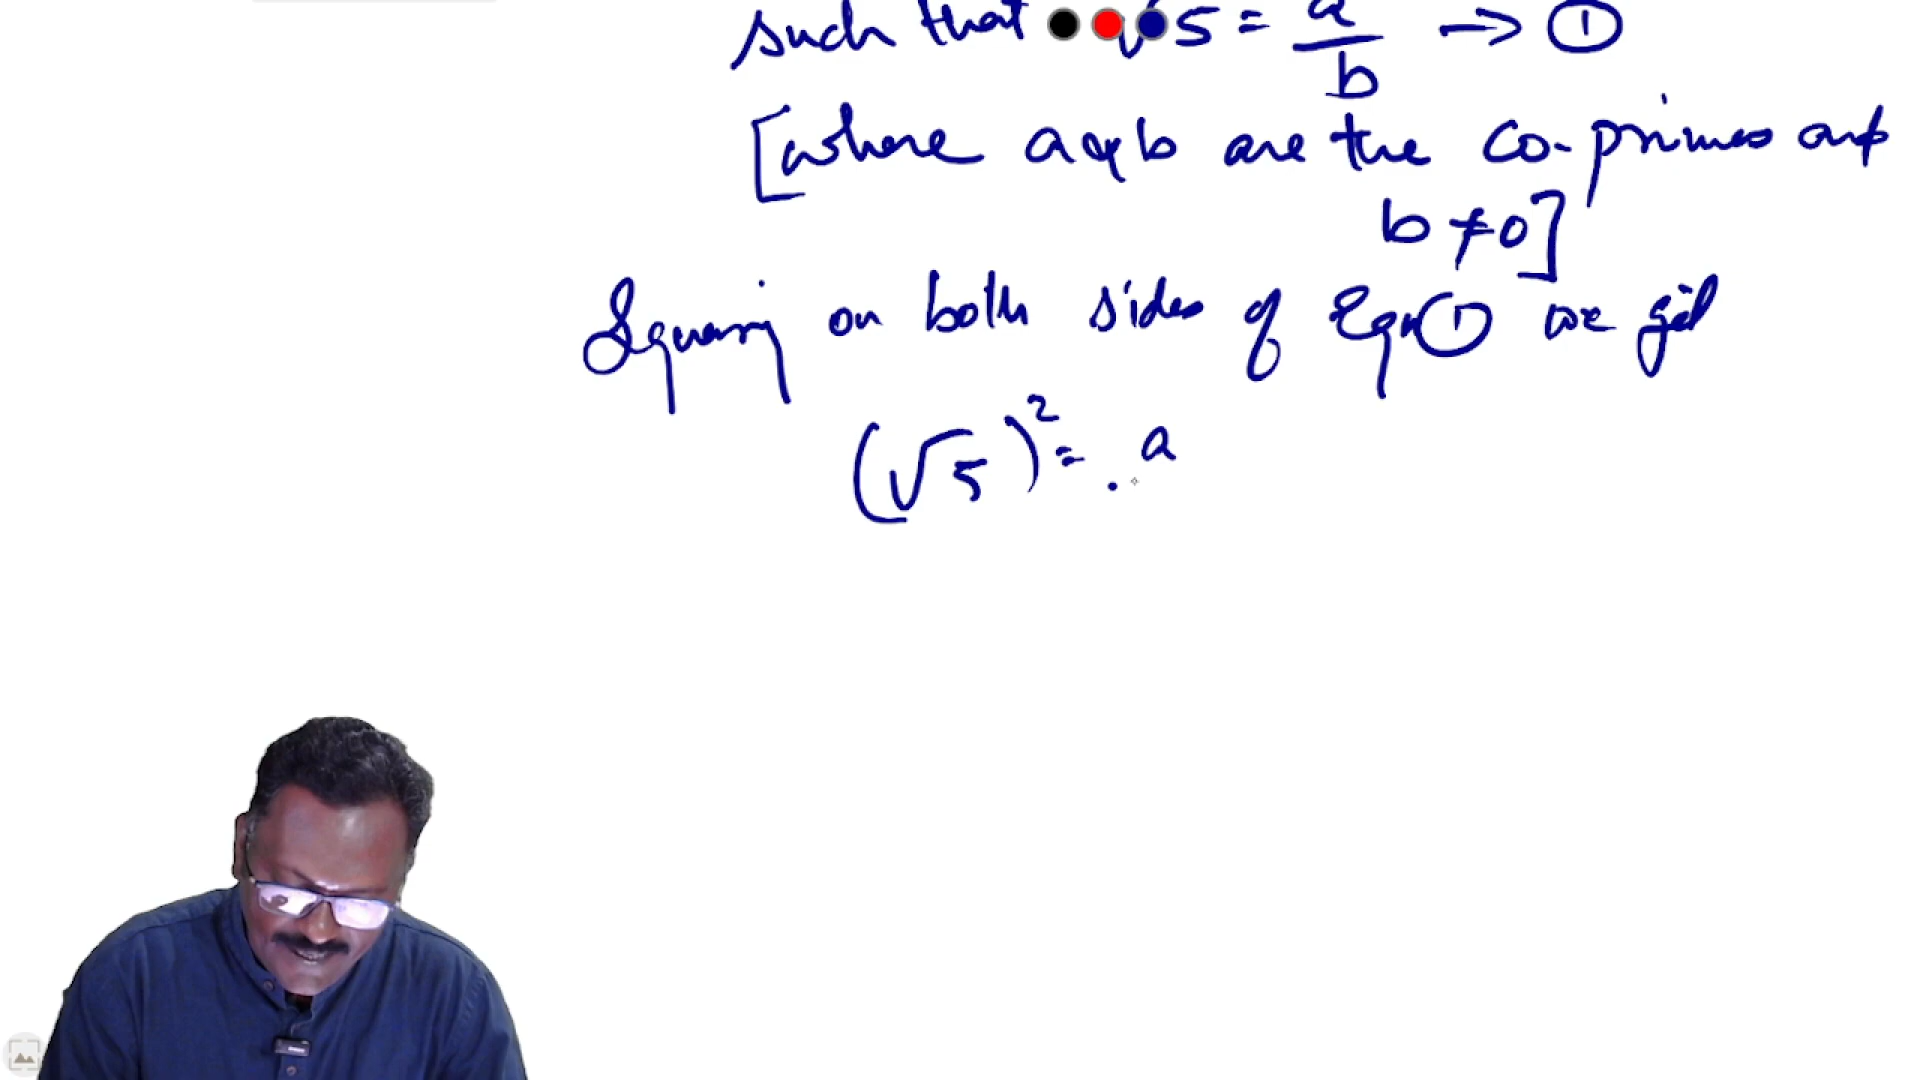 such that √5 = a/b → ①
[where a & b are the co-primes and
b ≠ 0]
Squaring on both sides of Eqn ① we get
(√5)² = a